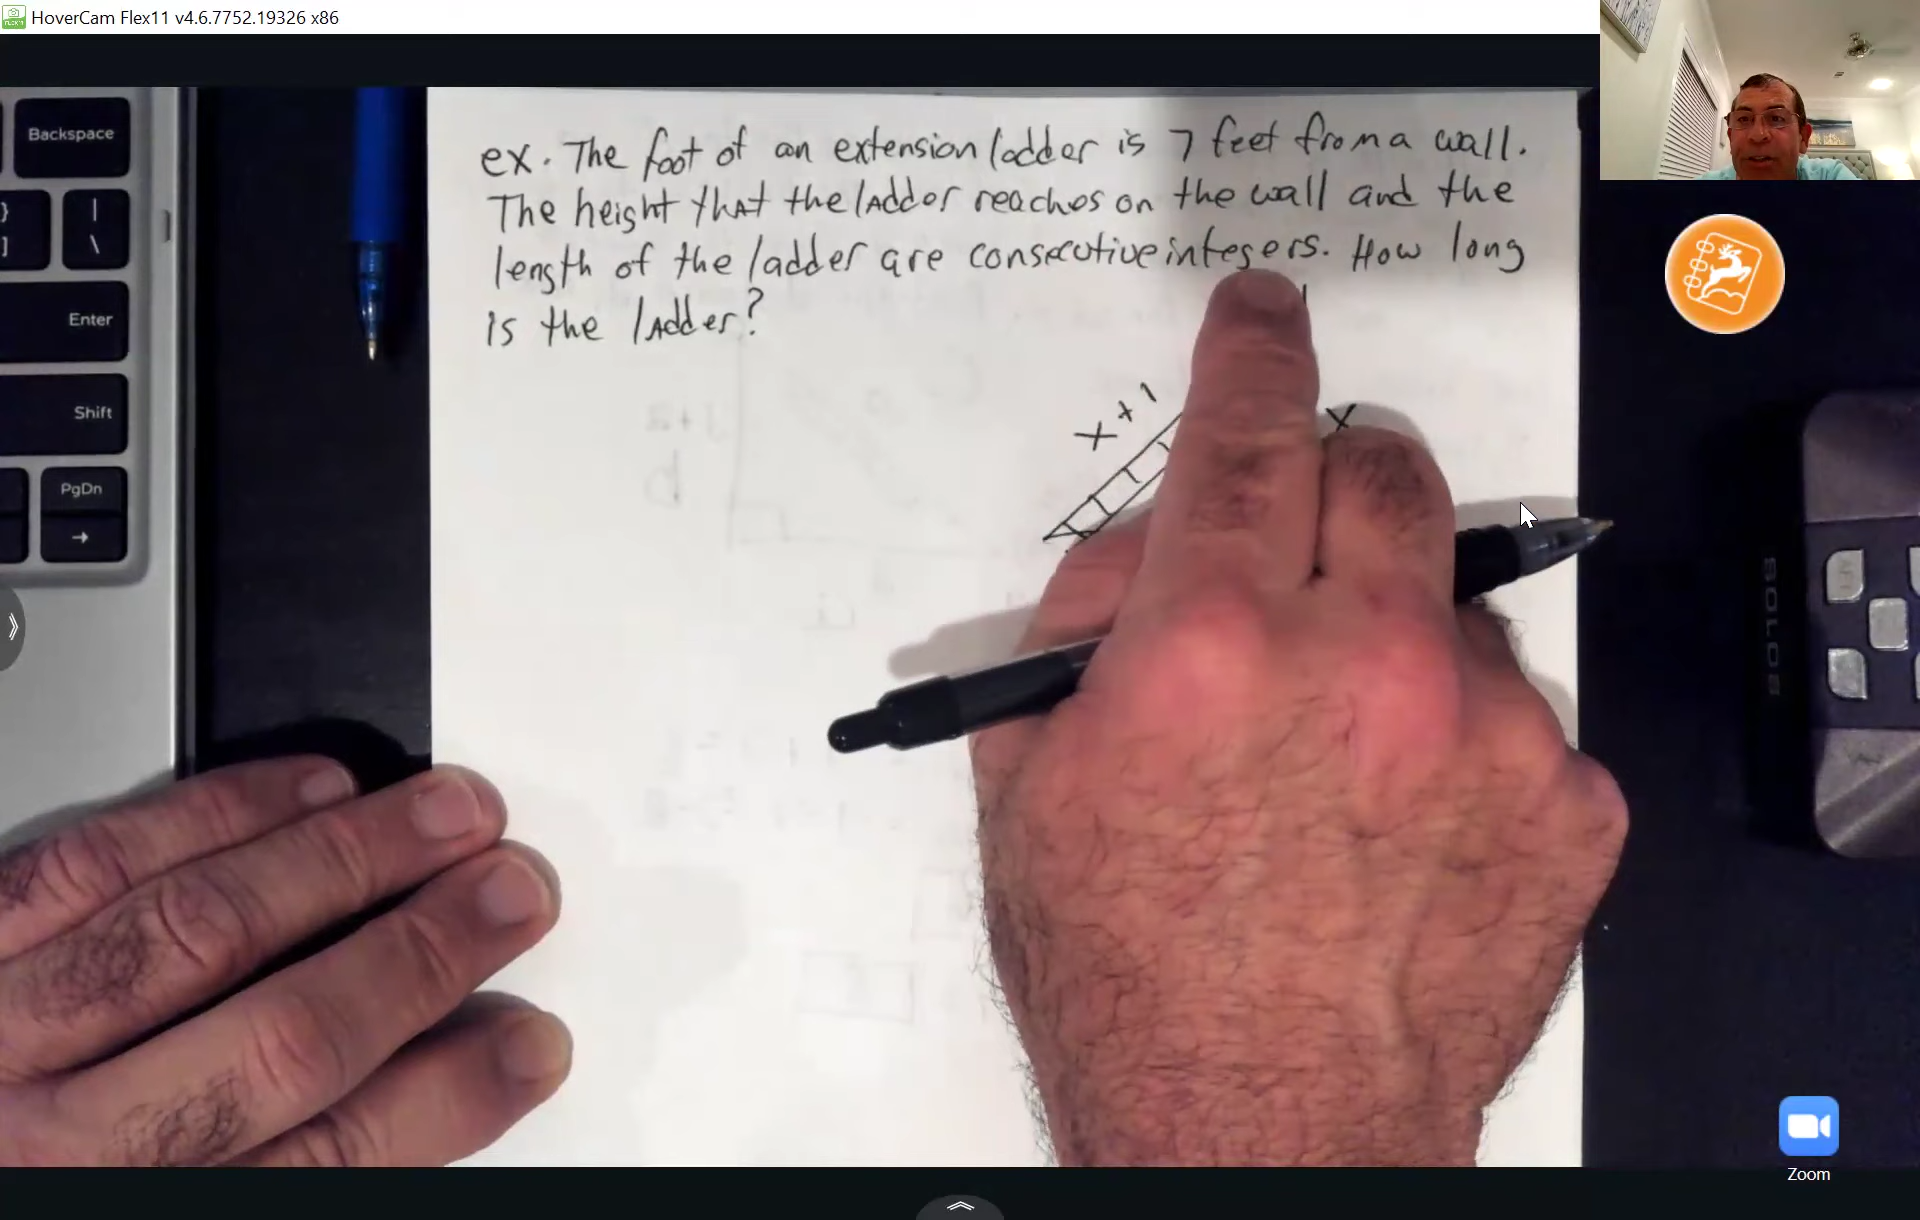 HoverCam Flex11 v4.6.7752.19326 x86
Backspace
}
]
|
\
Enter
Shift
PgDn
→
ex. The foot of an extension ladder is 7 feet from a wall.
The height that the ladder reaches on the wall and the
length of the ladder are consecutive integers. How long
is the ladder?
x + 1
x
SOLO8
Zoom